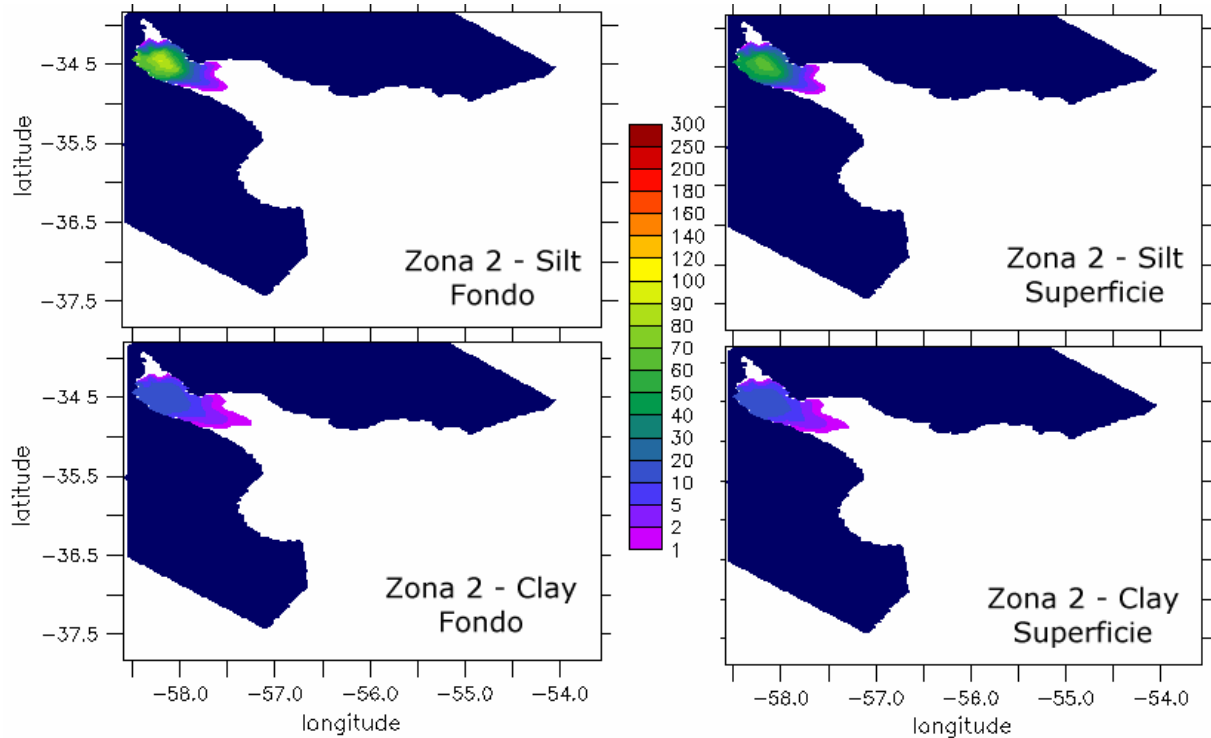 latitude
-34.5
-35.5
-36.5
-37.5
Zona 2 - Silt
Fondo
Zona 2 - Silt
Superficie
300
250
200
180
160
140
120
100
90
80
70
60
50
40
30
20
10
5
2
1
latitude
-34.5
-35.5
-36.5
-37.5
Zona 2 - Clay
Fondo
Zona 2 - Clay
Superficie
-58.0 -57.0 -56.0 -55.0 -54.0
longitude
-58.0 -57.0 -56.0 -55.0 -54.0
longitude